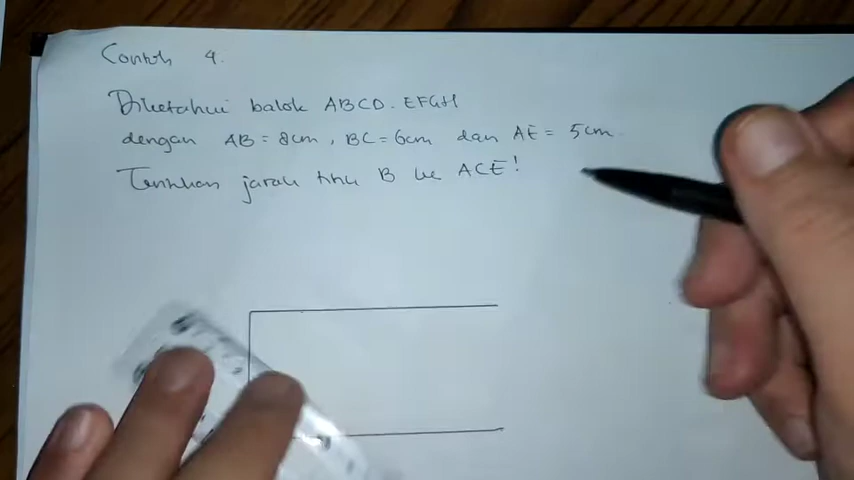 Contoh 4.
Diketahui balok ABCD.EFGH
dengan AB = 8cm, BC = 6cm dan AE = 5cm.
Tentukan jarak titik B ke ACE!